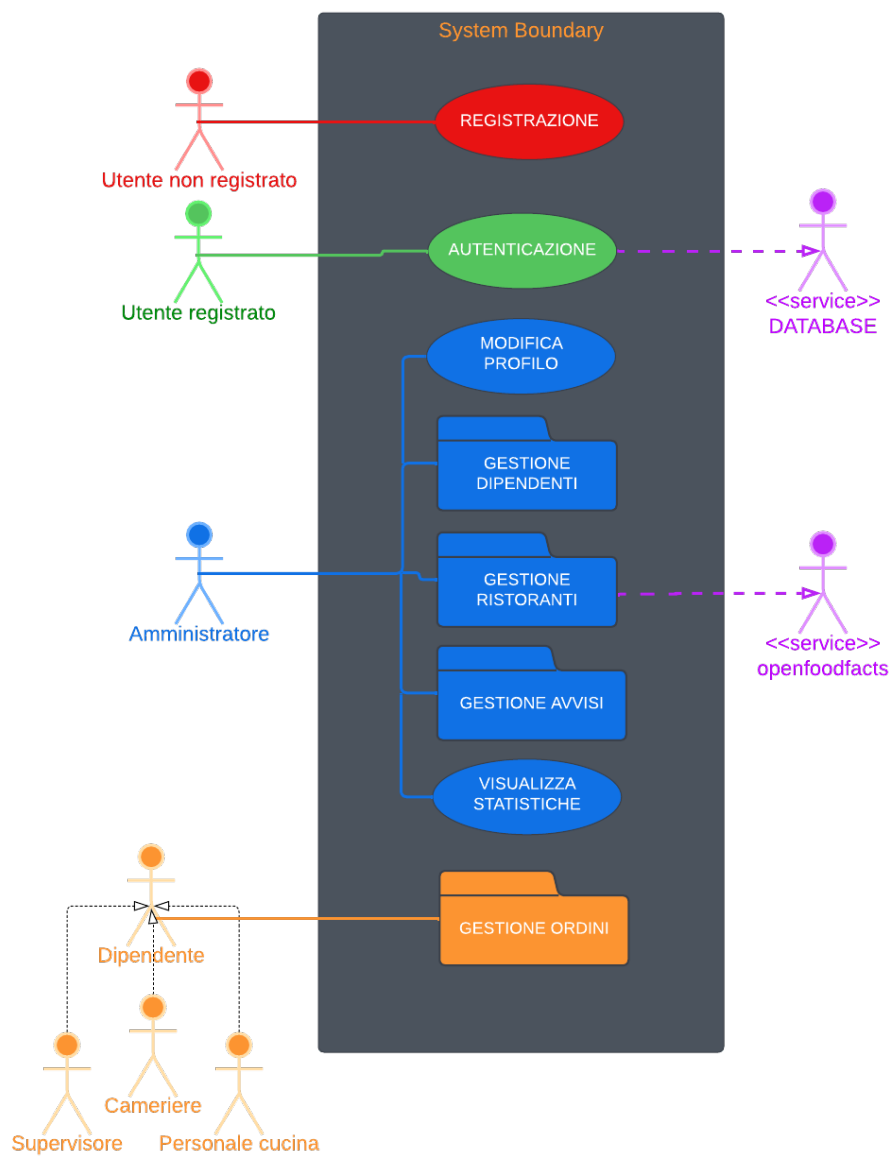 System Boundary
REGISTRAZIONE
Utente non registrato
AUTENTICAZIONE
Utente registrato
<<service>>
DATABASE
MODIFICA
PROFILO
GESTIONE
DIPENDENTI
GESTIONE
RISTORANTI
Amministratore
<<service>>
openfoodfacts
GESTIONE AVVISI
VISUALIZZA
STATISTICHE
GESTIONE ORDINI
Dipendente
Cameriere
Supervisore
Personale cucina